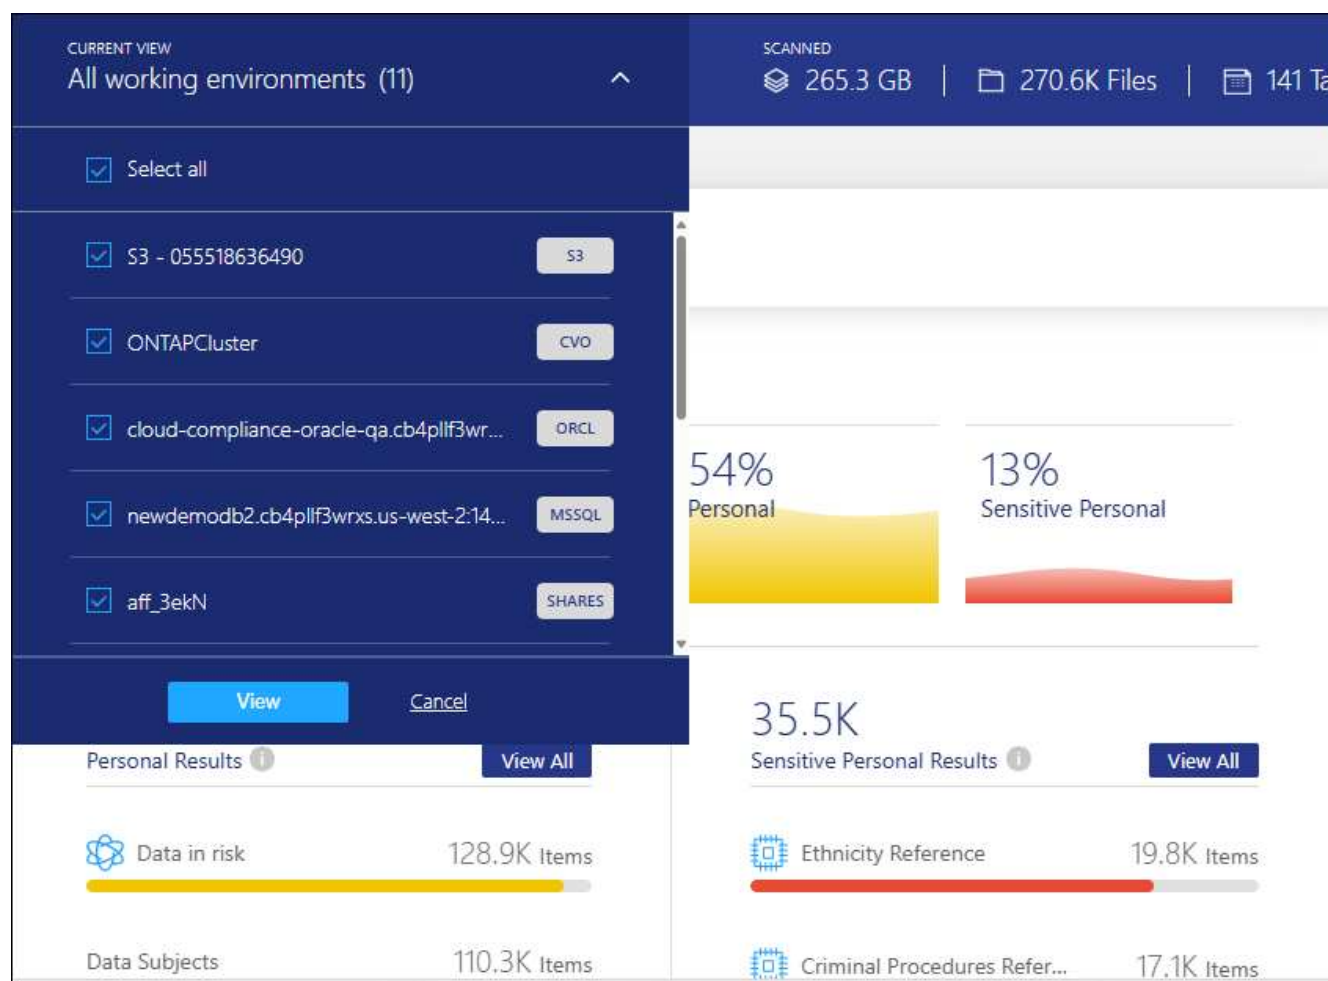 CURRENT VIEW
All working environments (11)
SCANNED
265.3 GB
270.6K Files
141 Ta
Select all
S3 - 055518636490
S3
ONTAPCluster
CVO
cloud-compliance-oracle-qa.cb4pllf3wr...
ORCL
newdemodb2.cb4pllf3wrxs.us-west-2:14...
MSSQL
aff_3ekN
SHARES
View
Cancel
54%
Personal
13%
Sensitive Personal
Personal Results
View All
35.5K
Sensitive Personal Results
View All
Data in risk
128.9K Items
Ethnicity Reference
19.8K Items
Data Subjects
110.3K Items
Criminal Procedures Refer...
17.1K Items